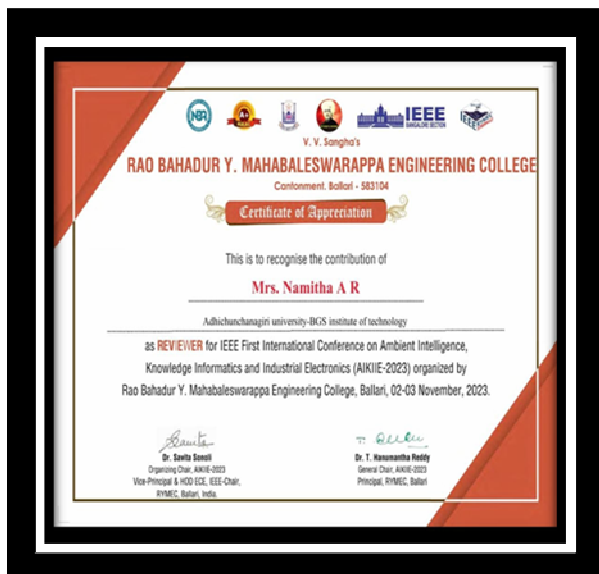 NBA
A+
IEEE
BANGALORE SECTION
V. V. Sangha's
RAO BAHADUR Y. MAHABALESWARAPPA ENGINEERING COLLEGE
Cantonment, Ballari - 583104
Certificate of Appreciation
This is to recognise the contribution of
Mrs. Namitha A R
Adhichunchanagiri university-BGS institute of technology
as REVIEWER for IEEE First International Conference on Ambient Intelligence,
Knowledge Informatics and Industrial Electronics (AIKIIE-2023) organized by
Rao Bahadur Y. Mahabaleswarappa Engineering College, Ballari, 02-03 November, 2023.
Dr. Savita Sonoli
Organizing Chair, AIKIIE-2023
Vice-Principal & HOD ECE, IEEE-Chair,
RYMEC, Ballari, India.
Dr. T. Hanumantha Reddy
General Chair, AIKIIE-2023
Principal, RYMEC, Ballari